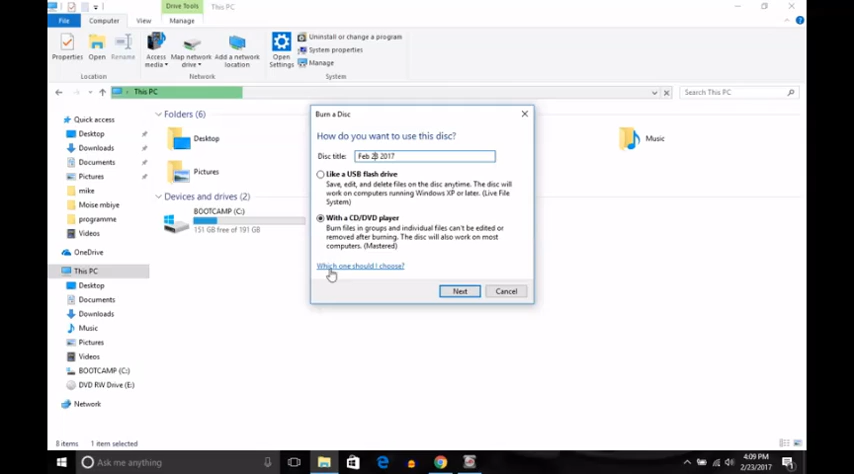 Drive Tools
This PC
File
Computer
View
Manage
Properties
Open
Rename
Access media
Map network drive
Add a network location
Open Settings
Uninstall or change a program
System properties
Manage
Location
Network
System
This PC
Search This PC
Quick access
Desktop
Downloads
Documents
Pictures
mike
Moise mbiye
programme
Videos
OneDrive
This PC
Desktop
Documents
Downloads
Music
Pictures
Videos
BOOTCAMP (C:)
DVD RW Drive (E:)
Network
Folders (6)
Desktop
Music
Pictures
Devices and drives (2)
BOOTCAMP (C:)
151 GB free of 191 GB
Burn a Disc
How do you want to use this disc?
Disc title:
Feb 23 2017
Like a USB flash drive
Save, edit, and delete files on the disc anytime. The disc will
work on computers running Windows XP or later. (Live File
System)
With a CD/DVD player
Burn files in groups and individual files can't be edited or
removed after burning. The disc will also work on most
computers. (Mastered)
Which one should I choose?
Next
Cancel
8 items
1 item selected
Ask me anything
4:09 PM
2/23/2017